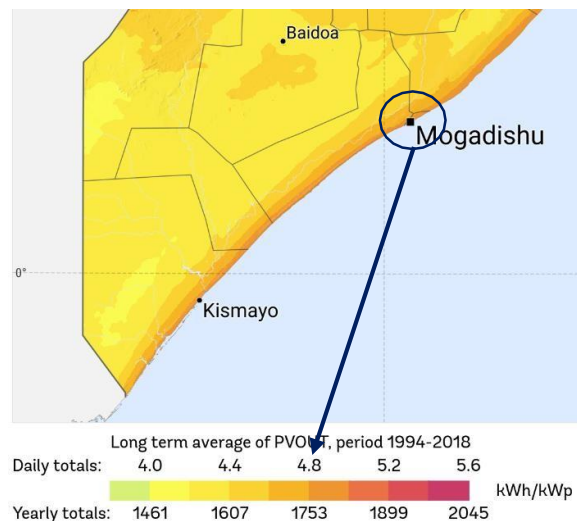 Baidoa
Mogadishu
0°
Kismayo
Long term average of PVOUT, period 1994-2018
Daily totals: 4.0 4.4 4.8 5.2 5.6
kWh/kWp
Yearly totals: 1461 1607 1753 1899 2045